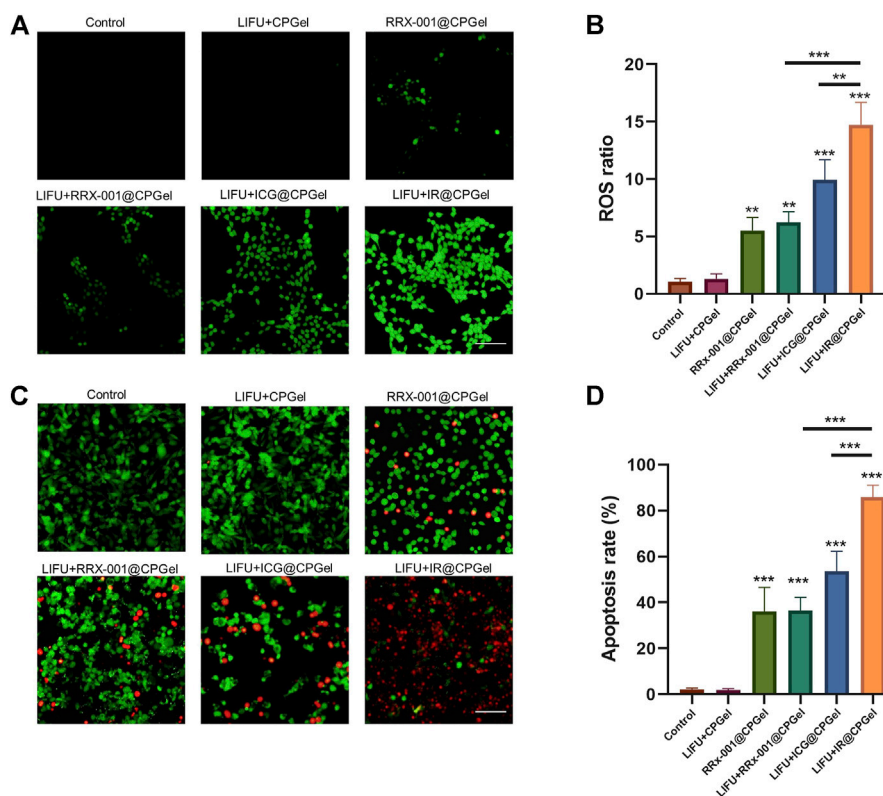 A
Control
LIFU+CPGel
RRX-001@CPGel
LIFU+RRX-001@CPGel
LIFU+ICG@CPGel
LIFU+IR@CPGel
B
***
**
***
***
**
**
ROS ratio
20
15
10
5
0
Control
LIFU+CPGel
RRx-001@CPGel
LIFU+RRx-001@CPGel
LIFU+ICG@CPGel
LIFU+IR@CPGel
C
Control
LIFU+CPGel
RRX-001@CPGel
LIFU+RRX-001@CPGel
LIFU+ICG@CPGel
LIFU+IR@CPGel
D
***
***
***
***
***
***
Apoptosis rate (%)
100
80
60
40
20
0
Control
LIFU+CPGel
RRx-001@CPGel
LIFU+RRx-001@CPGel
LIFU+ICG@CPGel
LIFU+IR@CPGel